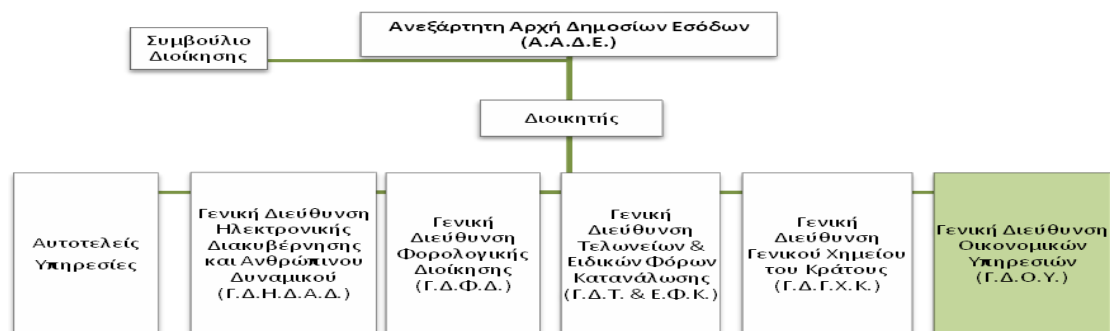 Ανεξάρτητη Αρχή Δημοσίων Εσόδων
(Α.Α.Δ.Ε.)
Συμβούλιο
Διοίκησης
Διοικητής
Αυτοτελείς
Υπηρεσίες
Γενική Διεύθυνση
Ηλεκτρονικής
Διακυβέρνησης
και Ανθρώπινου
Δυναμικού
(Γ.Δ.Η.Δ.Α.Δ.)
Γενική
Διεύθυνση
Φορολογικής
Διοίκησης
(Γ.Δ.Φ.Δ.)
Γενική
Διεύθυνση
Τελωνείων &
Ειδικών Φόρων
Κατανάλωσης
(Γ.Δ.Τ. & Ε.Φ.Κ.)
Γενική
Διεύθυνση
Γενικού Χημείου
του Κράτους
(Γ.Δ.Γ.Χ.Κ.)
Γενική Διεύθυνση
Οικονομικών
Υπηρεσιών
(Γ.Δ.Ο.Υ.)